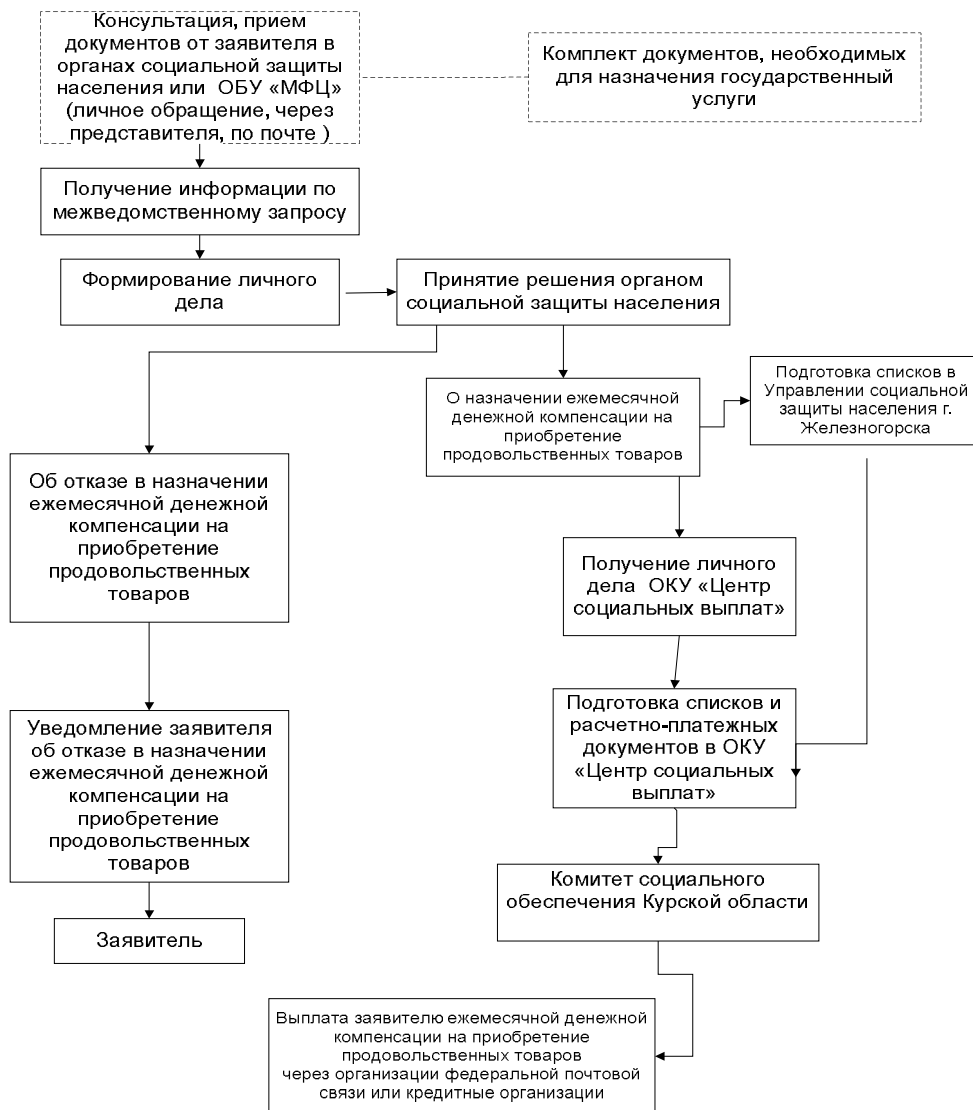 Консультация, прием
документов от заявителя в
органах социальной защиты
населения или ОБУ «МФЦ»
(личное обращение, через
представителя, по почте )
Комплект документов, необходимых
для назначения государственный
услуги
Получение информации по
межведомственному запросу
Формирование личного
дела
Принятие решения органом
социальной защиты населения
О назначении ежемесячной
денежной компенсации на
приобретение
продовольственных товаров
Подготовка списков в
Управлении социальной
защиты населения г.
Железногорска
Об отказе в назначении
ежемесячной денежной
компенсации на
приобретение
продовольственных
товаров
Получение личного
дела ОКУ «Центр
социальных выплат»
Подготовка списков и
расчетно-платежных
документов в ОКУ
«Центр социальных
выплат»
Уведомление заявителя
об отказе в назначении
ежемесячной денежной
компенсации на
приобретение
продовольственных
товаров
Комитет социального
обеспечения Курской области
Заявитель
Выплата заявителю ежемесячной денежной
компенсации на приобретение
продовольственных товаров
через организации федеральной почтовой
связи или кредитные организации